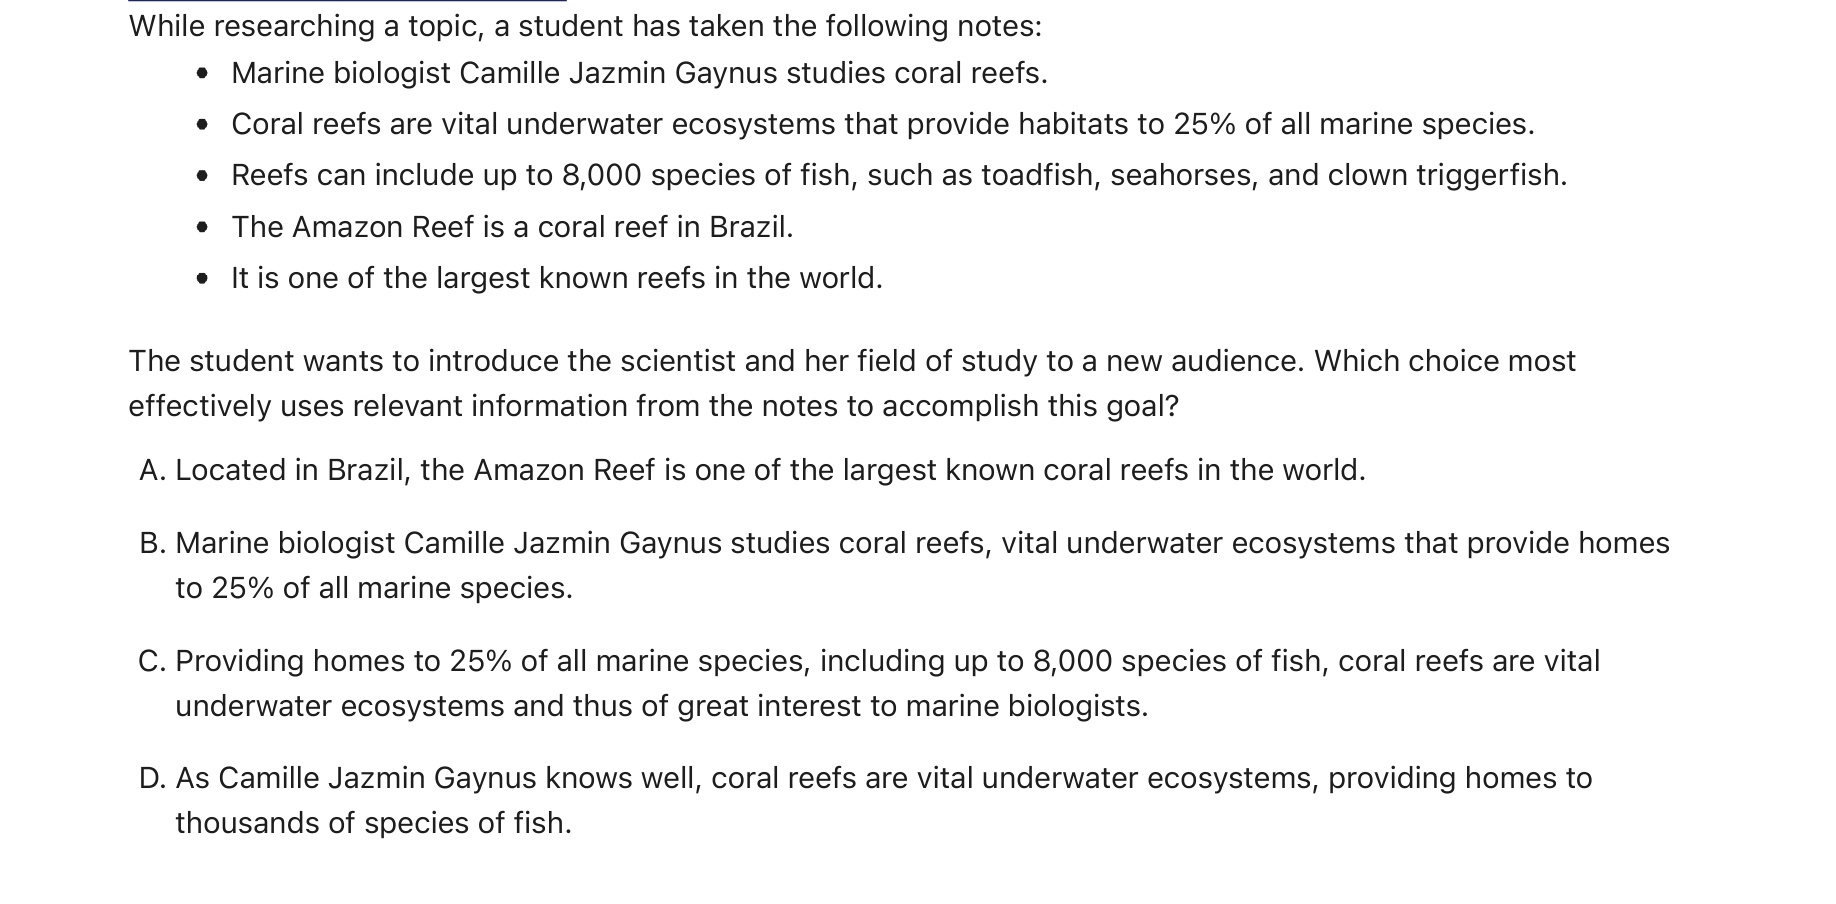 While researching a topic, a student has taken the following notes:
• Marine biologist Camille Jazmin Gaynus studies coral reefs.
• Coral reefs are vital underwater ecosystems that provide habitats to 25% of all marine species.
• Reefs can include up to 8,000 species of fish, such as toadfish, seahorses, and clown triggerfish.
• The Amazon Reef is a coral reef in Brazil.
• It is one of the largest known reefs in the world.
The student wants to introduce the scientist and her field of study to a new audience. Which choice most
effectively uses relevant information from the notes to accomplish this goal?
A. Located in Brazil, the Amazon Reef is one of the largest known coral reefs in the world.
B. Marine biologist Camille Jazmin Gaynus studies coral reefs, vital underwater ecosystems that provide homes
to 25% of all marine species.
C. Providing homes to 25% of all marine species, including up to 8,000 species of fish, coral reefs are vital
underwater ecosystems and thus of great interest to marine biologists.
D. As Camille Jazmin Gaynus knows well, coral reefs are vital underwater ecosystems, providing homes to
thousands of species of fish.